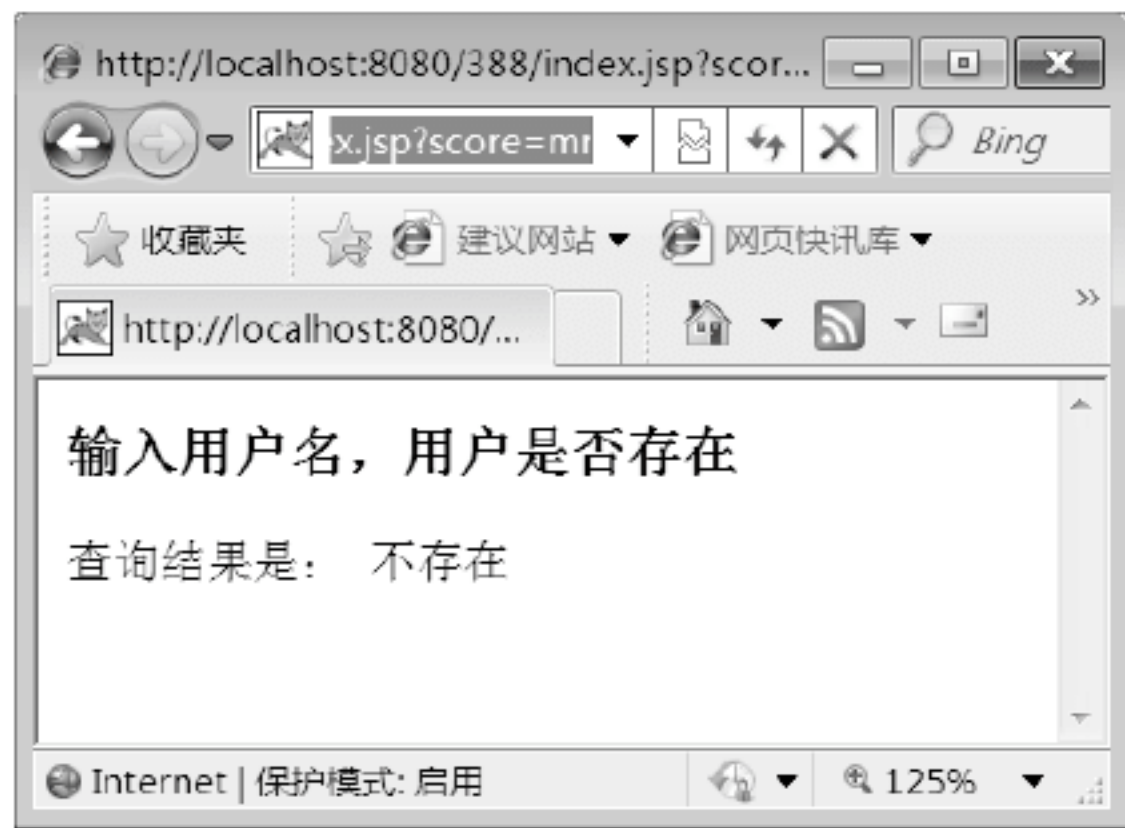 http://localhost:8080/388/index.jsp?scor...
x.jsp?score=mr
Bing
收藏夹
建议网站
网页快讯库
http://localhost:8080/...
输入用户名，用户是否存在
查询结果是： 不存在
Internet | 保护模式: 启用
125%